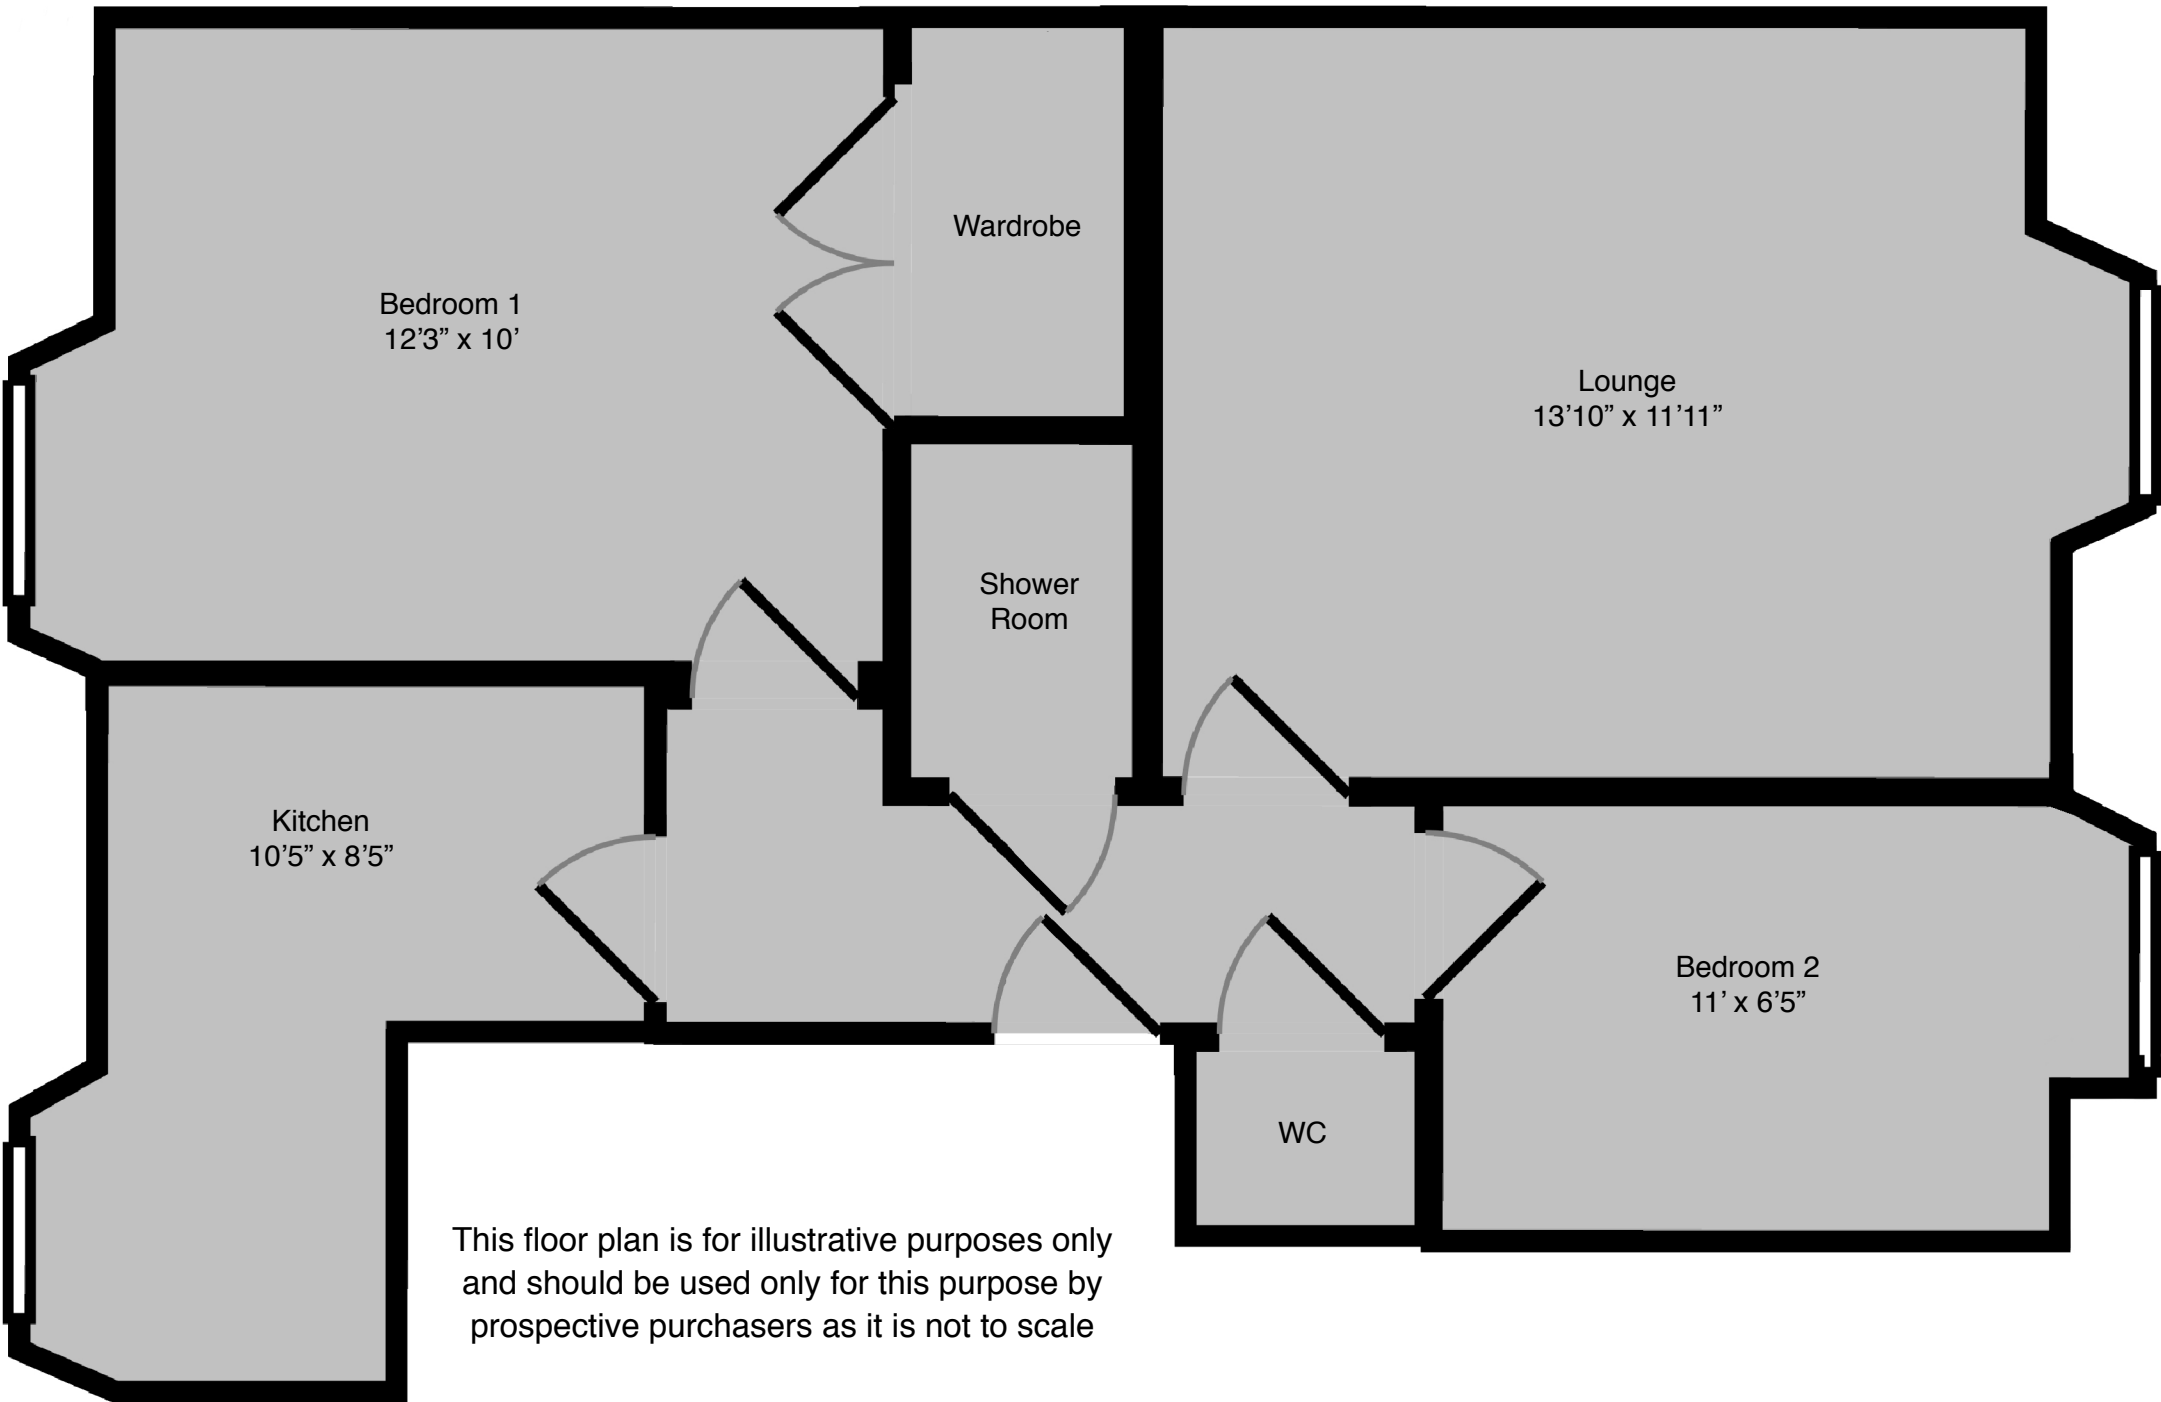 Wardrobe
Bedroom 1
12’3” x 10’
Lounge
13’10” x 11’11”
Shower
Room
Kitchen
10’5” x 8’5”
Bedroom 2
11’ x 6’5”
WC
This floor plan is for illustrative purposes only
and should be used only for this purpose by
prospective purchasers as it is not to scale